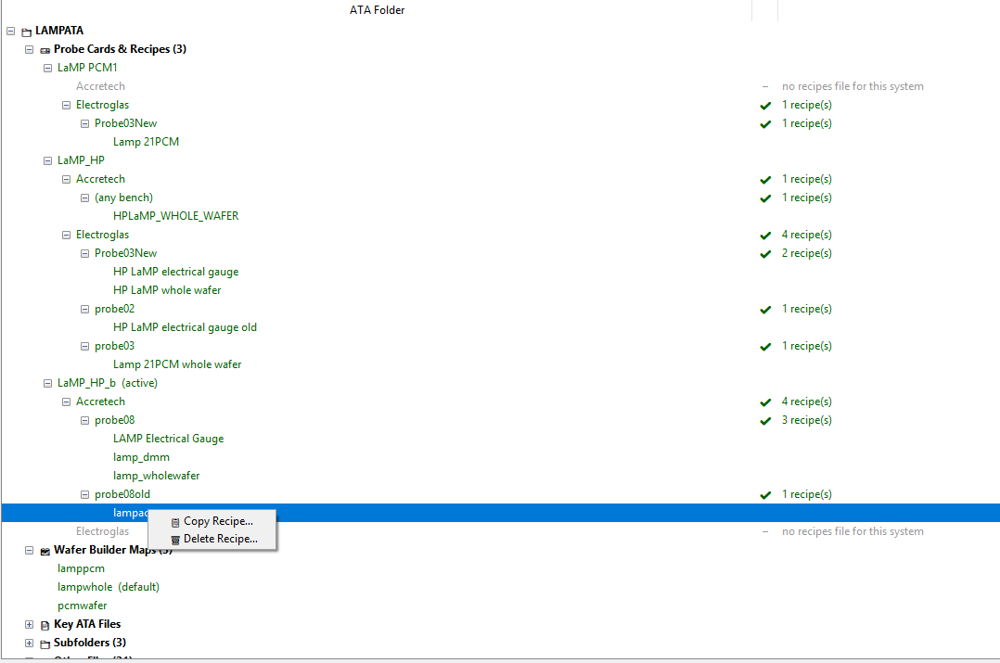 ATA Folder
LAMPATA
Probe Cards & Recipes (3)
LaMP PCM1
Accretech – no recipes file for this system
Electroglas 1 recipe(s)
Probe03New 1 recipe(s)
Lamp 21PCM
LaMP_HP
Accretech 1 recipe(s)
(any bench) 1 recipe(s)
HPLaMP_WHOLE_WAFER
Electroglas 4 recipe(s)
Probe03New 2 recipe(s)
HP LaMP electrical gauge
HP LaMP whole wafer
probe02 1 recipe(s)
HP LaMP electrical gauge old
probe03 1 recipe(s)
Lamp 21PCM whole wafer
LaMP_HP_b (active)
Accretech 4 recipe(s)
probe08 3 recipe(s)
LAMP Electrical Gauge
lamp_dmm
lamp_wholewafer
probe08old 1 recipe(s)
Copy Recipe...
Delete Recipe...
Electroglas – no recipes file for this system
Wafer Builder Maps
lamppcm
lampwhole (default)
pcmwafer
Key ATA Files
Subfolders (3)